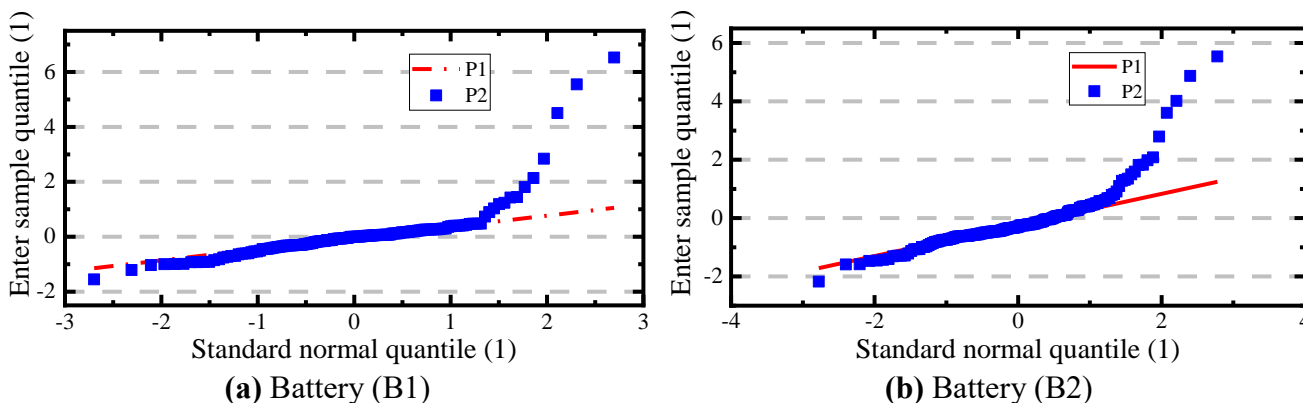 Enter sample quantile (1)
6
4
2
0
-2
P1
P2
-3 -2 -1 0 1 2 3
Standard normal quantile (1)
(a) Battery (B1)
Enter sample quantile (1)
6
4
2
0
-2
P1
P2
-4 -2 0 2 4
Standard normal quantile (1)
(b) Battery (B2)